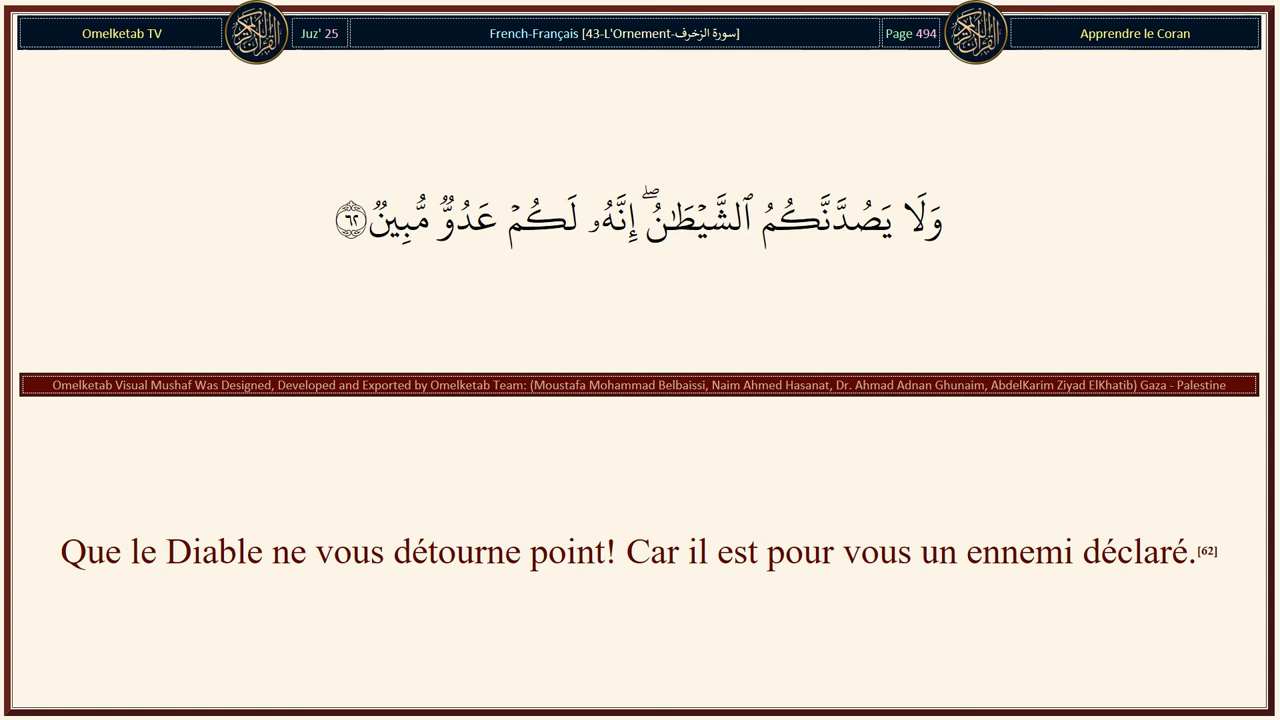 Omelketab TV
Juz' 25
French-Français [43-L'Ornement-سورة الزخرف]
Page 494
Apprendre le Coran
وَلَا يَصُدَّنَّكُمُ ٱلشَّيْطَـٰنُ ۖ إِنَّهُۥ لَكُمْ عَدُوٌّ مُّبِينٌ ٦٢
Omelketab Visual Mushaf Was Designed, Developed and Exported by Omelketab Team: (Moustafa Mohammad Belbaissi, Naim Ahmed Hasanat, Dr. Ahmad Adnan Ghunaim, AbdelKarim Ziyad ElKhatib) Gaza - Palestine
Que le Diable ne vous détourne point! Car il est pour vous un ennemi déclaré.[62]